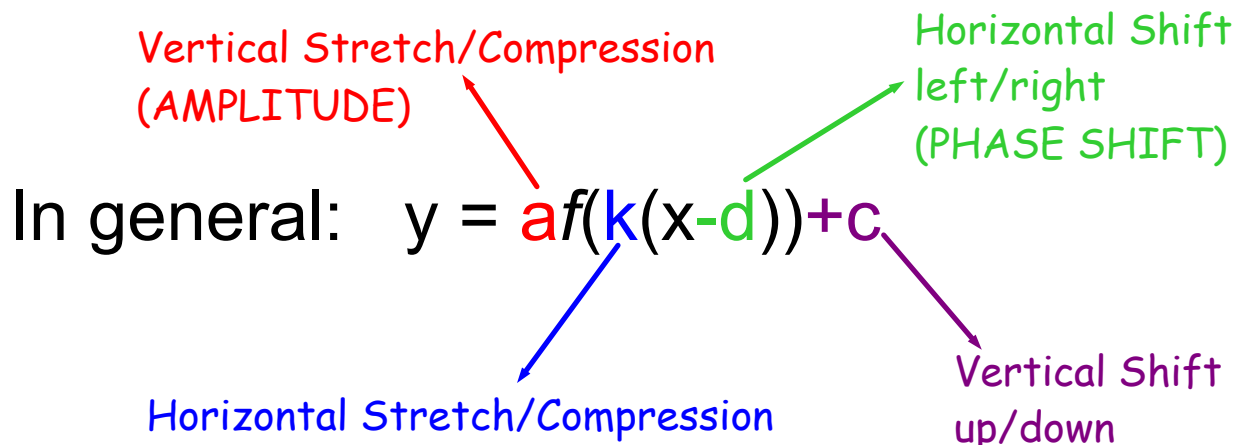 Vertical Stretch/Compression
(AMPLITUDE)
Horizontal Shift
left/right
(PHASE SHIFT)
In general: y = af(k(x-d))+c
Horizontal Stretch/Compression
Vertical Shift
up/down